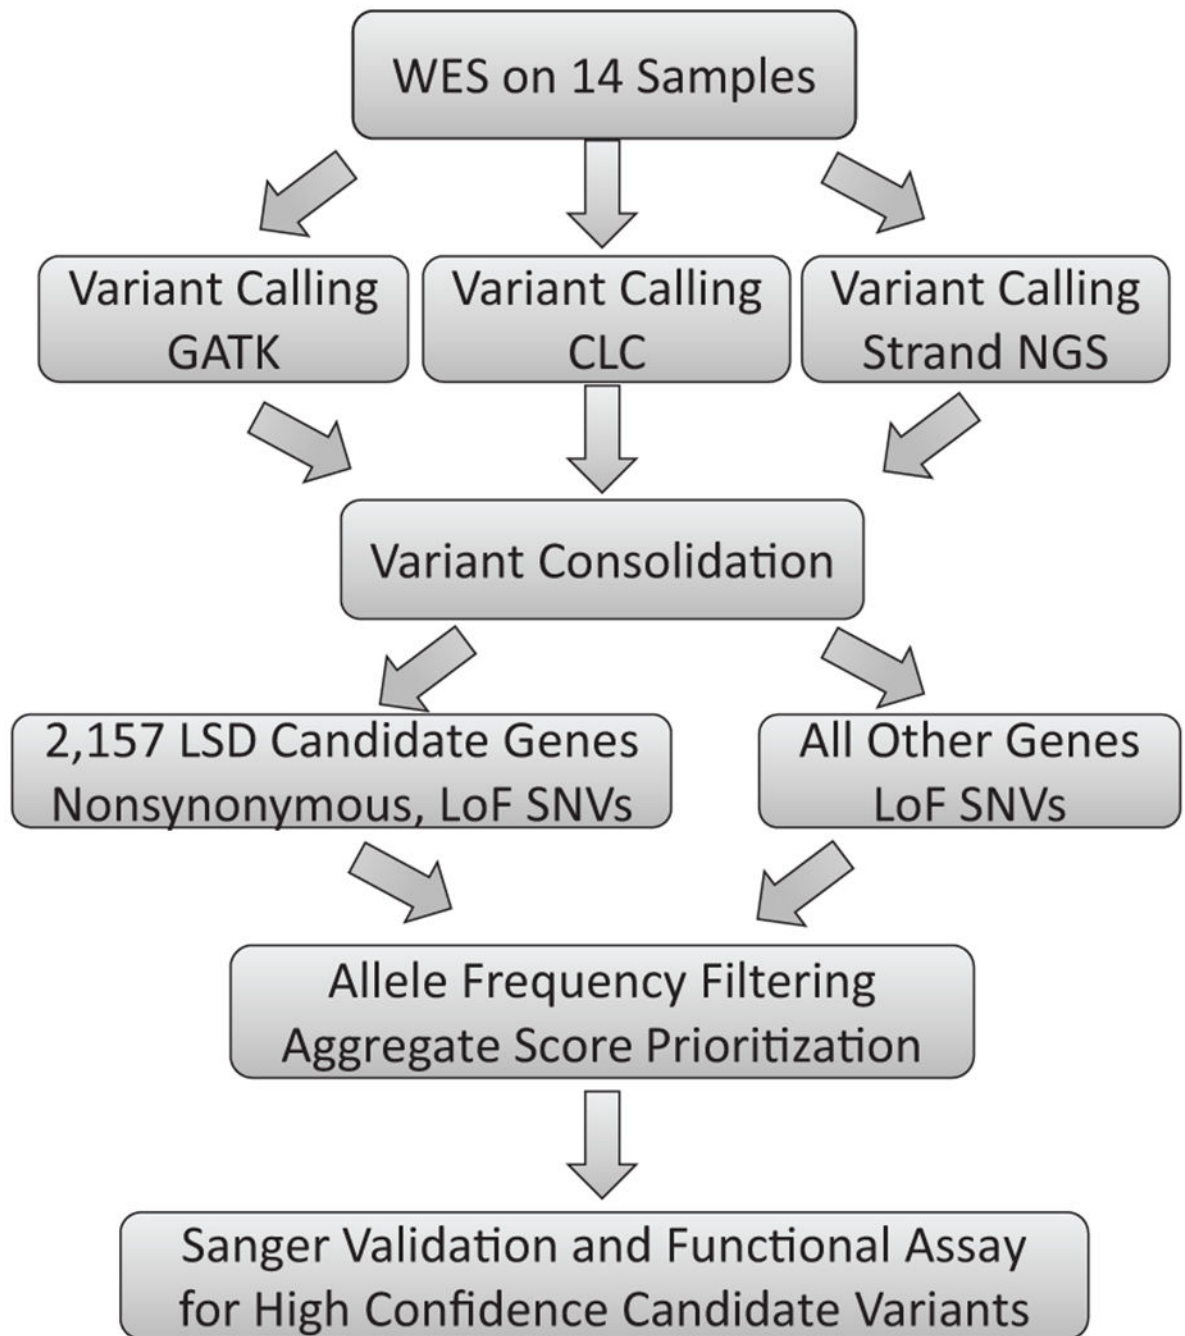 WES on 14 Samples
Variant Calling
GATK
Variant Calling
CLC
Variant Calling
Strand NGS
Variant Consolidation
2,157 LSD Candidate Genes
Nonsynonymous, LoF SNVs
All Other Genes
LoF SNVs
Allele Frequency Filtering
Aggregate Score Prioritization
Sanger Validation and Functional Assay
for High Confidence Candidate Variants